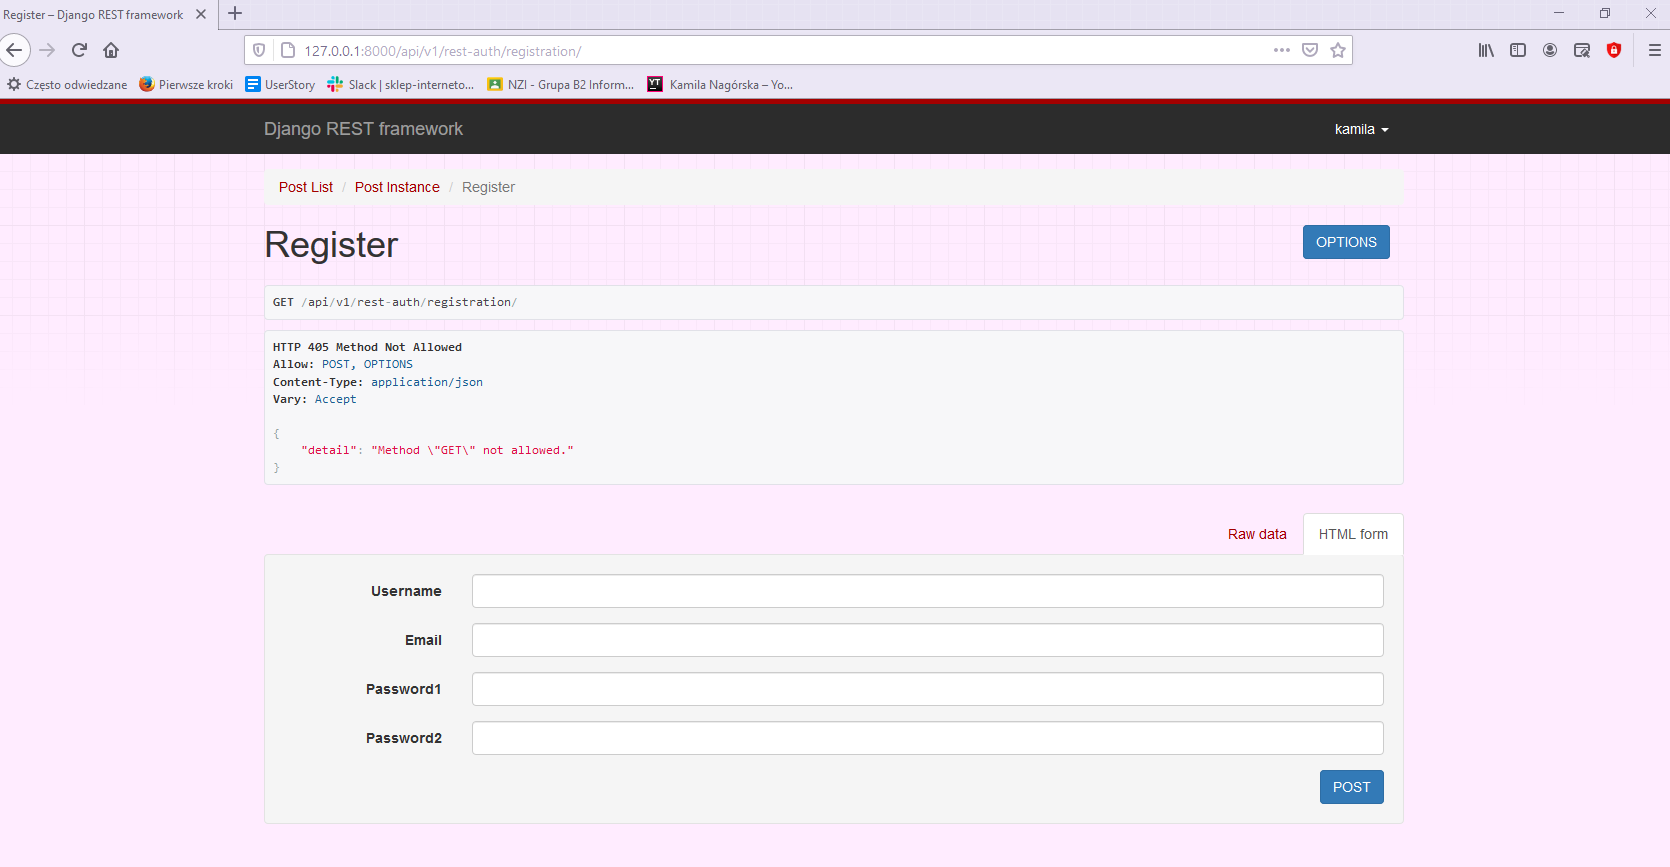 Register – Django REST framework
127.0.0.1:8000/api/v1/rest-auth/registration/
Często odwiedzane Pierwsze kroki UserStory Slack | sklep-interneto... NZI - Grupa B2 Inform... YT Kamila Nagórska – Yo...
Django REST framework kamila
Post List / Post Instance / Register
Register
OPTIONS
GET /api/v1/rest-auth/registration/
HTTP 405 Method Not Allowed
Allow: POST, OPTIONS
Content-Type: application/json
Vary: Accept
{
"detail": "Method \"GET\" not allowed."
}
Raw data HTML form
Username
Email
Password1
Password2
POST